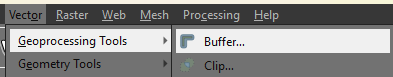 Vector Raster Web Mesh Processing Help
Geoprocessing Tools Buffer...
Geometry Tools Clip...